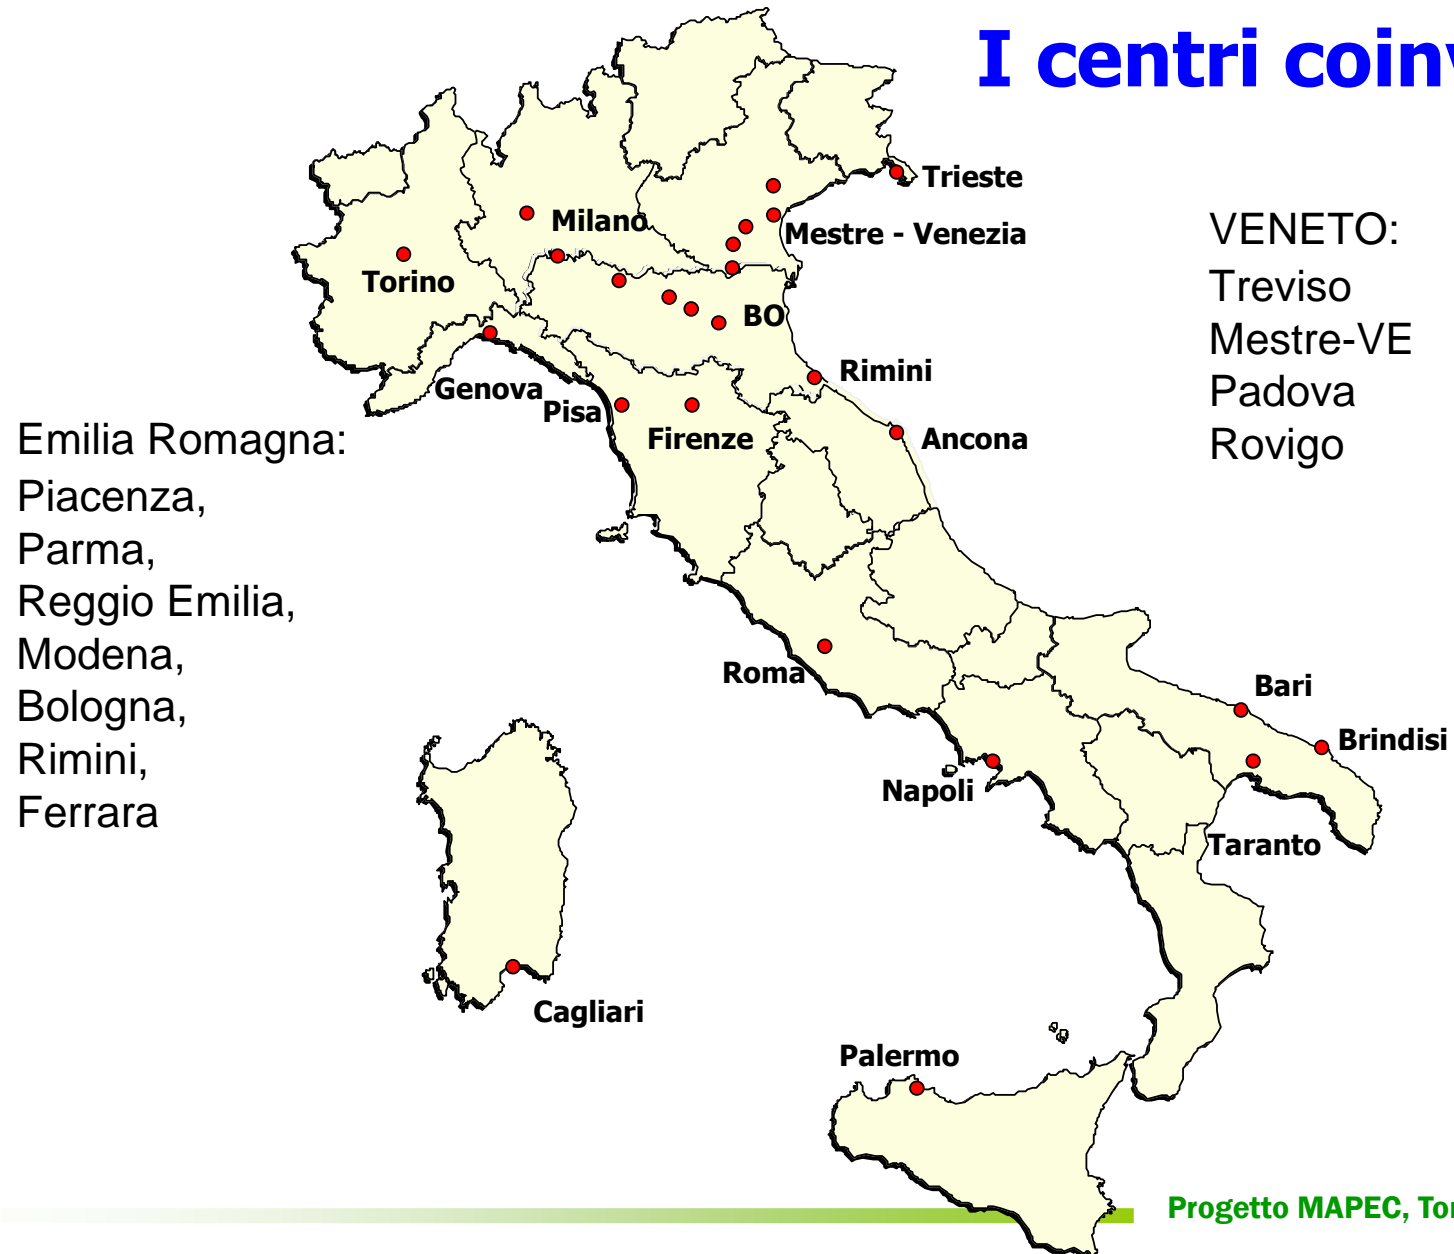 I centri coinv
Trieste
Milano
Mestre - Venezia
VENETO:
Treviso
Mestre-VE
Padova
Rovigo
Torino
BO
Rimini
Genova
Pisa
Firenze
Ancona
Emilia Romagna:
Piacenza,
Parma,
Reggio Emilia,
Modena,
Bologna,
Rimini,
Ferrara
Roma
Bari
Brindisi
Napoli
Taranto
Cagliari
Palermo
Progetto MAPEC, Tor